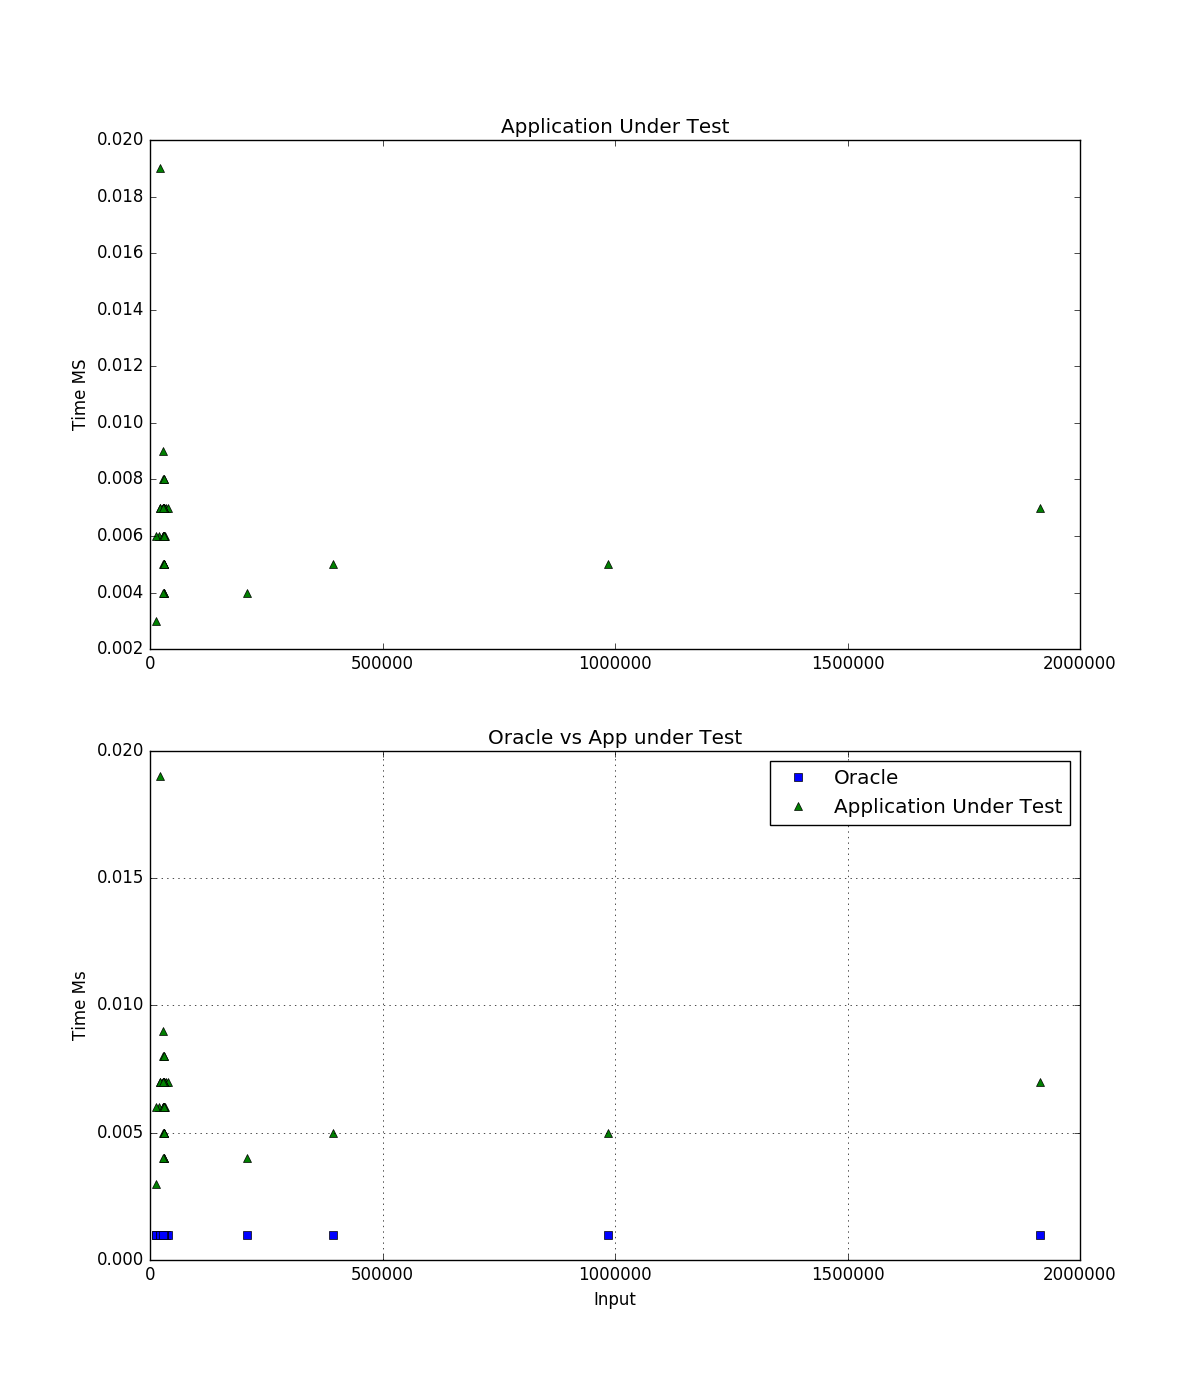 Application Under Test
0.020
0.018
0.016
0.014
0.012
0.010
0.008
0.006
0.004
0.002
Time MS
0 500000 1000000 1500000 2000000
Oracle vs App under Test
0.020
0.015
0.010
0.005
0.000
Time Ms
Oracle
Application Under Test
0 500000 1000000 1500000 2000000
Input